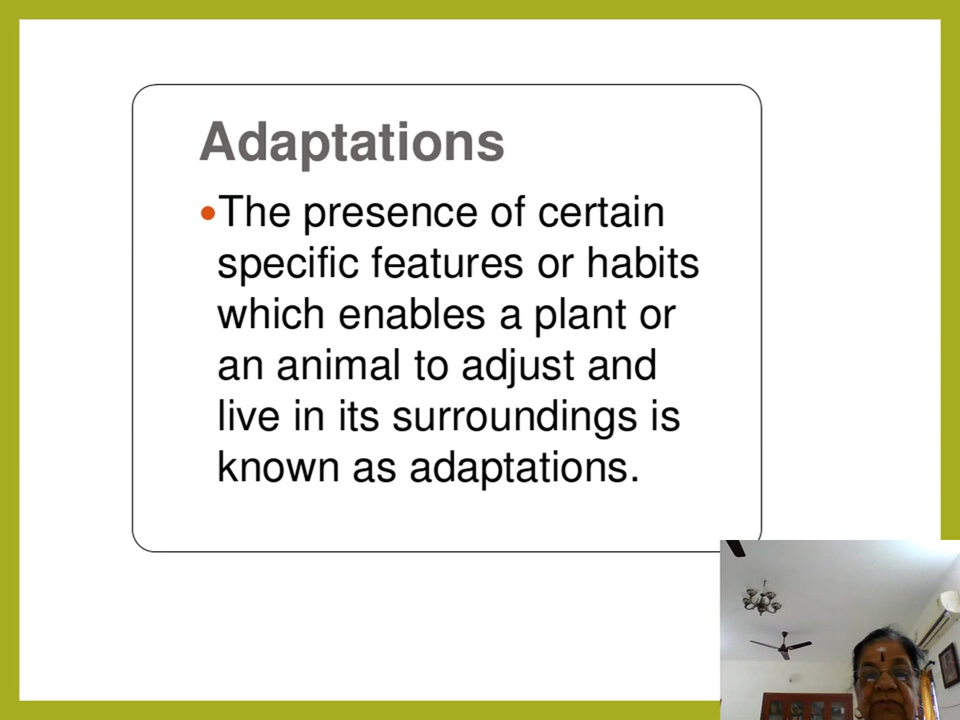 Adaptations
•The presence of certain
specific features or habits
which enables a plant or
an animal to adjust and
live in its surroundings is
known as adaptations.